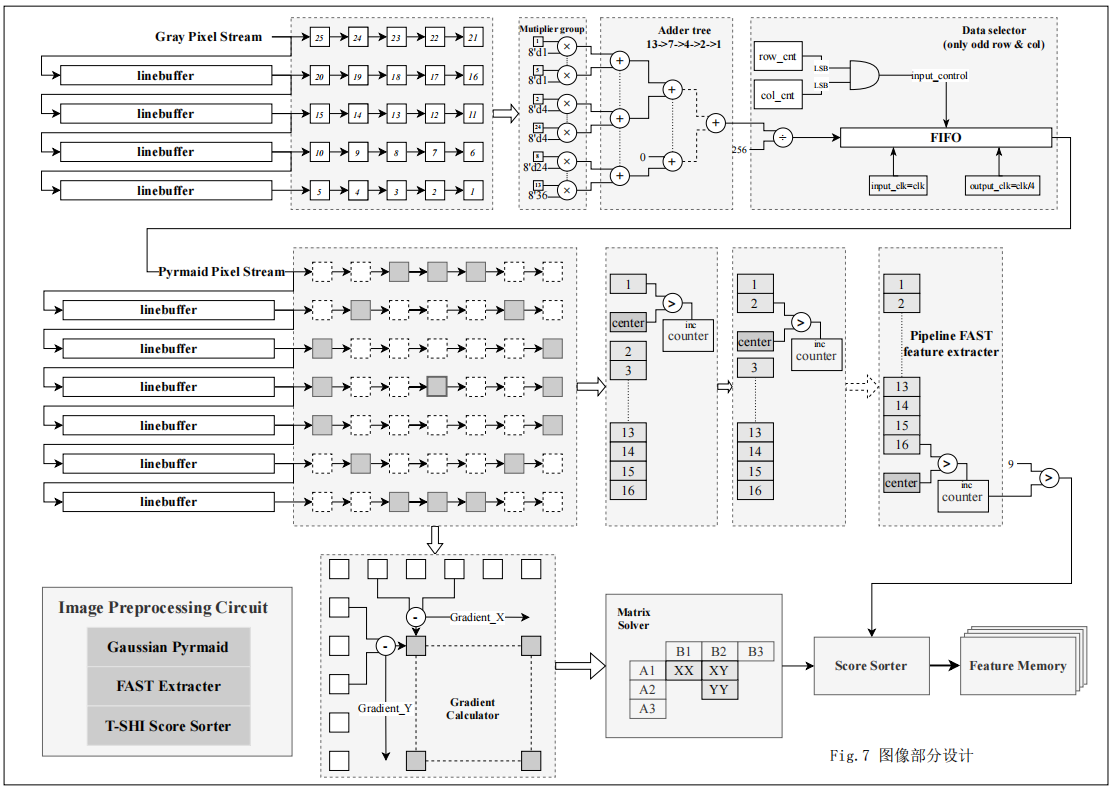 Gray Pixel Stream
25 24 23 22 21
linebuffer
20 19 18 17 16
linebuffer
15 14 13 12 11
linebuffer
10 9 8 7 6
linebuffer
5 4 3 2 1
Mutiplier group
1
8'd1
5
8'd1
2
8'd4
24
8'd4
8
8'd24
13
8'36
×
×
×
×
×
×
Adder tree
13->7->4->2->1
+
+
+
+
0
+
+
256
÷
Data selector
(only odd row & col)
row_cnt
LSB
LSB
col_cnt
input_control
FIFO
input_clk=clk
output_clk=clk/4
Pyrmaid Pixel Stream
linebuffer
linebuffer
linebuffer
linebuffer
linebuffer
linebuffer
1
center
>
inc
counter
2
3
13
14
15
16
1
2
center
>
inc
counter
3
13
14
15
16
1
2
Pipeline FAST
feature extracter
13
14
15
16
center
>
inc
counter
9
>
-
Gradient_X
-
Gradient_Y
Gradient
Calculator
Matrix
Solver
B1 B2 B3
A1 XX XY
A2 YY
A3
Score Sorter
Feature Memory
Image Preprocessing Circuit
Gaussian Pyrmaid
FAST Extracter
T-SHI Score Sorter
Fig.7 图像部分设计